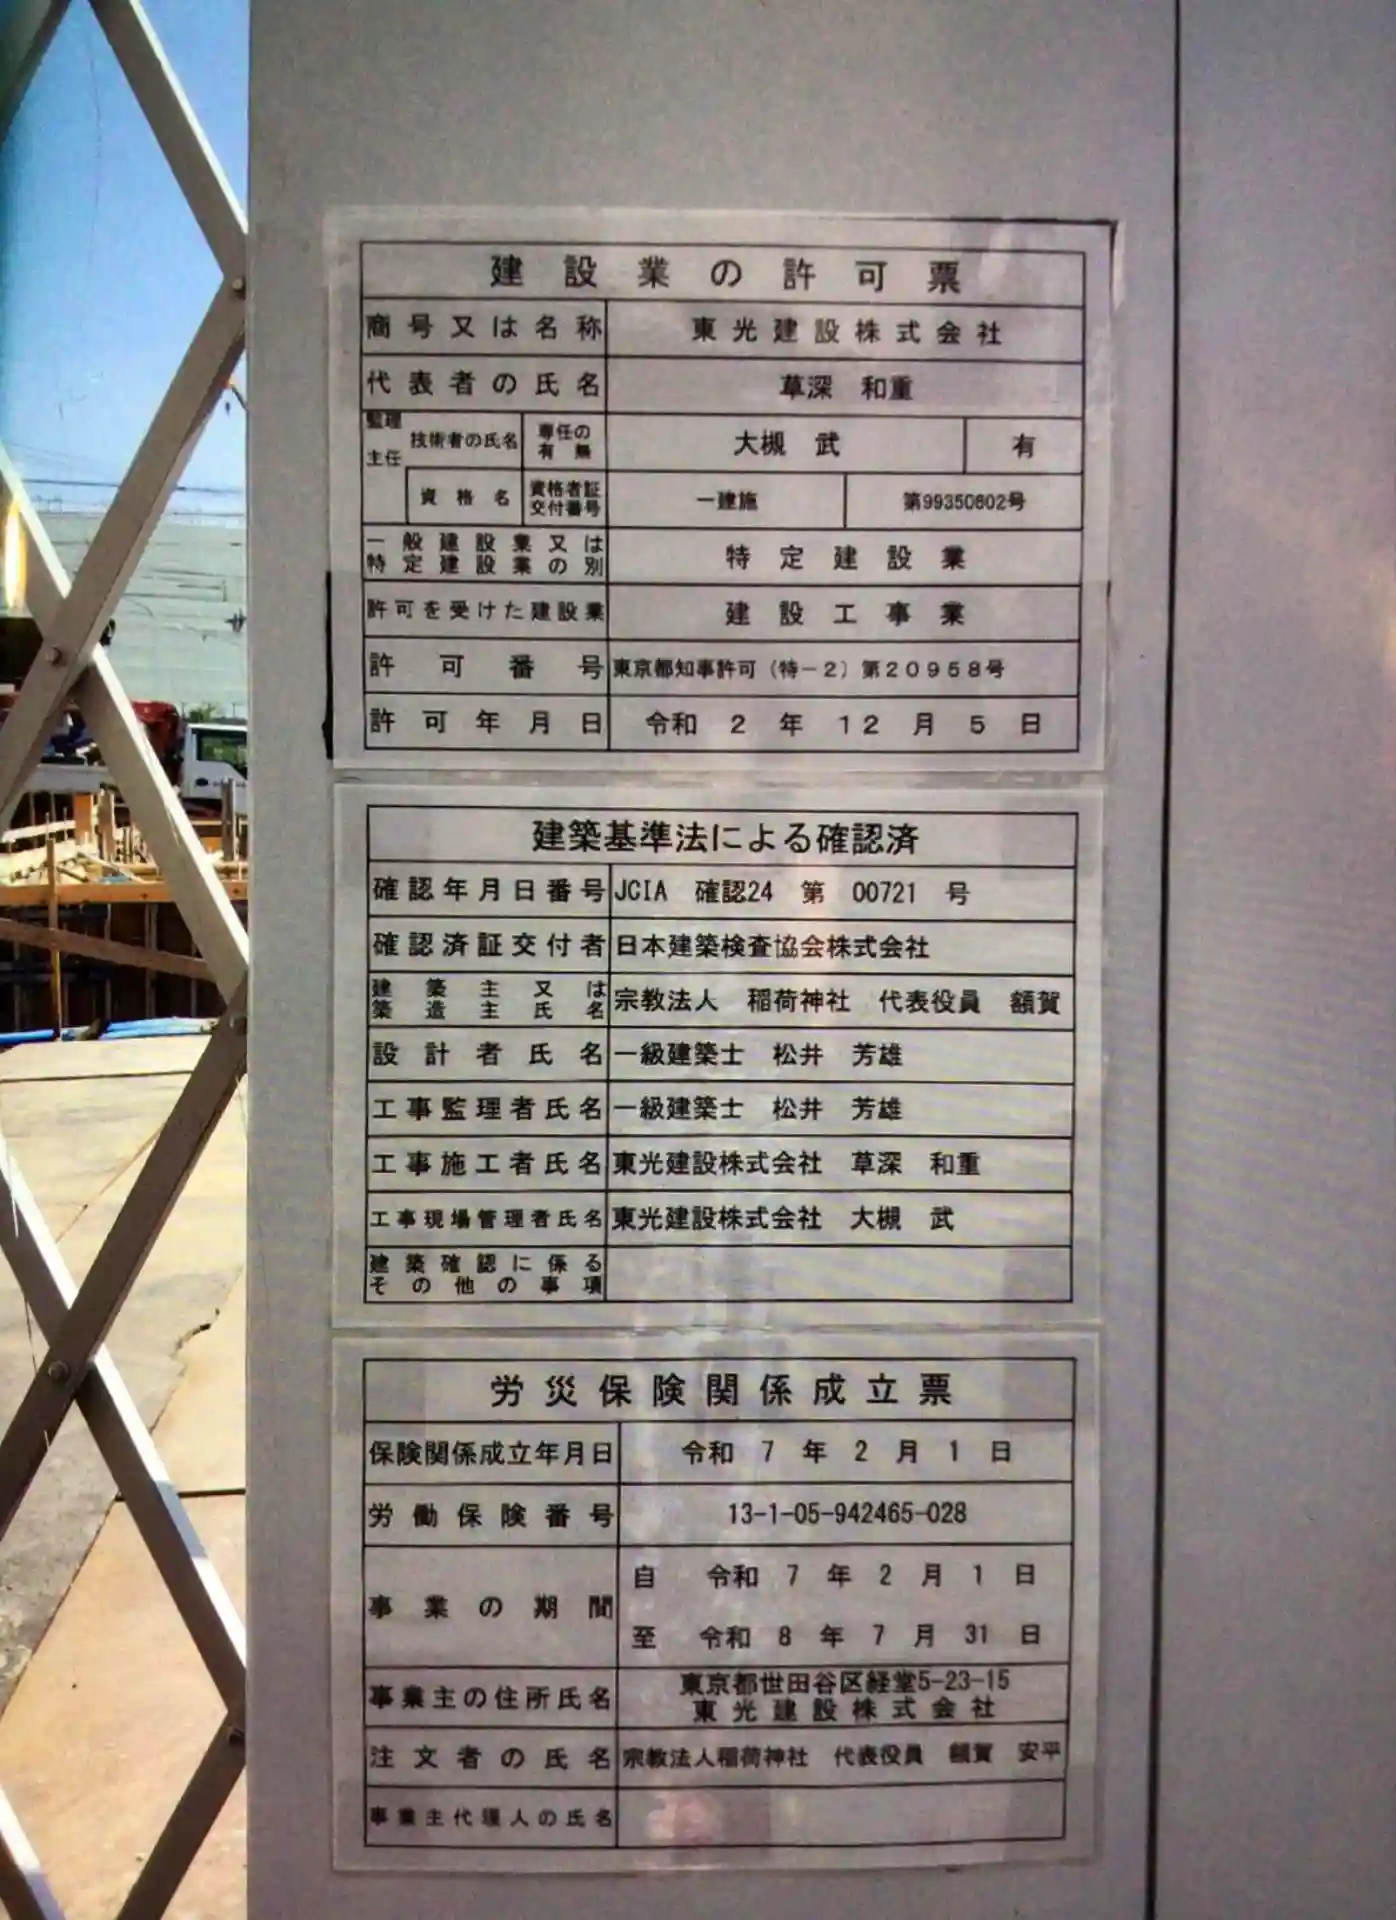 建設業の許可票
商号又は名称 東光建設株式会社
代表者の氏名 草深 和重
監理
主任 技術者の氏名 専任の
有無 大槻 武 有
資格名 資格者証
交付番号 一建施 第99350802号
一般建設業又は
特定建設業の別 特定建設業
許可を受けた建設業 建設工事業
許可番号 東京都知事許可(特-2)第20958号
許可年月日 令和 2 年 12 月 5 日
建築基準法による確認済
確認年月日番号 JCIA 確認24 第 00721 号
確認済証交付者 日本建築検査協会株式会社
建築主又は
築造主氏名 宗教法人 稲荷神社 代表役員 額賀
設計者氏名 一級建築士 松井 芳雄
工事監理者氏名 一級建築士 松井 芳雄
工事施工者氏名 東光建設株式会社 草深 和重
工事現場管理者氏名 東光建設株式会社 大槻 武
建築確認に係る
その他の事項
労災保険関係成立票
保険関係成立年月日 令和 7 年 2 月 1 日
労働保険番号 13-1-05-942465-028
事業の期間 自 令和 7 年 2 月 1 日
至 令和 8 年 7 月 31 日
事業主の住所氏名 東京都世田谷区経堂5-23-15
東光建設株式会社
注文者の氏名 宗教法人稲荷神社 代表役員 額賀 安平
事業主代理人の氏名